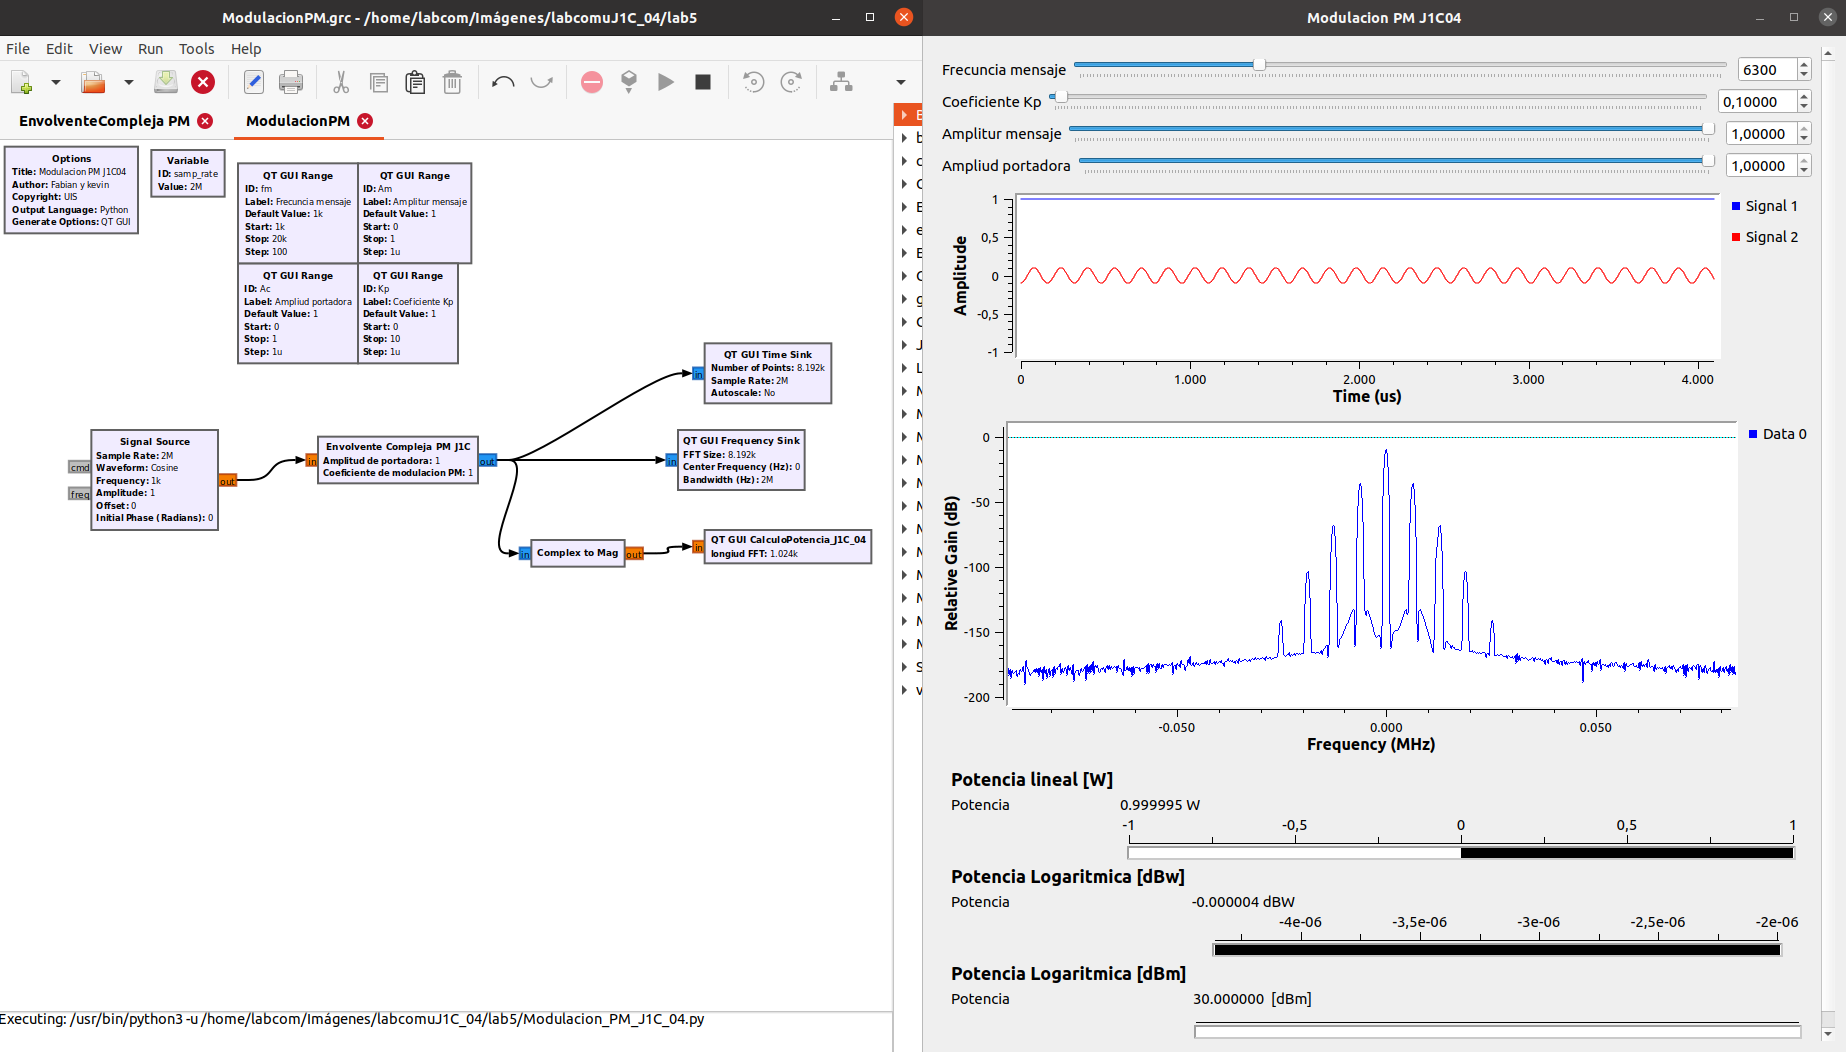 ModulacionPM.grc - /home/labcom/Imágenes/labcomuJ1C_04/lab5
File Edit View Run Tools Help
EnvolventeCompleja PM
ModulacionPM
Options
Title: Modulacion PM J1C04
Author: Fabian y kevin
Copyright: UIS
Output Language: Python
Generate Options: QT GUI
Variable
ID: samp_rate
Value: 2M
QT GUI Range
ID: fm
Label: Frecuncia mensaje
Default Value: 1k
Start: 1k
Stop: 20k
Step: 100
QT GUI Range
ID: Am
Label: Amplitur mensaje
Default Value: 1
Start: 0
Stop: 1
Step: 1u
QT GUI Range
ID: Ac
Label: Ampliud portadora
Default Value: 1
Start: 0
Stop: 1
Step: 1u
QT GUI Range
ID: Kp
Label: Coeficiente Kp
Default Value: 1
Start: 0
Stop: 10
Step: 1u
QT GUI Time Sink
Number of Points: 8.192k
Sample Rate: 2M
Autoscale: No
in
Signal Source
Sample Rate: 2M
Waveform: Cosine
Frequency: 1k
Amplitude: 1
Offset: 0
Initial Phase (Radians): 0
cmd
freq
out
Envolvente Compleja PM J1C
Amplitud de portadora: 1
Coeficiente de modulacion PM: 1
in
out
QT GUI Frequency Sink
FFT Size: 8.192k
Center Frequency (Hz): 0
Bandwidth (Hz): 2M
in
Complex to Mag
in
out
QT GUI CalculoPotencia_J1C_04
longiud FFT: 1.024k
in
Executing: /usr/bin/python3 -u /home/labcom/Imágenes/labcomuJ1C_04/lab5/Modulacion_PM_J1C_04.py
Modulacion PM J1C04
Frecuncia mensaje 6300
Coeficiente Kp 0,10000
Amplitur mensaje 1,00000
Ampliud portadora 1,00000
Amplitude
1
0,5
0
-0,5
-1
0 1.000 2.000 3.000 4.000
Time (us)
Signal 1
Signal 2
Relative Gain (dB)
0
-50
-100
-150
-200
-0.050 0.000 0.050
Frequency (MHz)
Data 0
Potencia lineal [W]
Potencia 0.999995 W
-1 -0,5 0 0,5 1
Potencia Logaritmica [dBw]
Potencia -0.000004 dBW
-4e-06 -3,5e-06 -3e-06 -2,5e-06 -2e-06
Potencia Logaritmica [dBm]
Potencia 30.000000 [dBm]